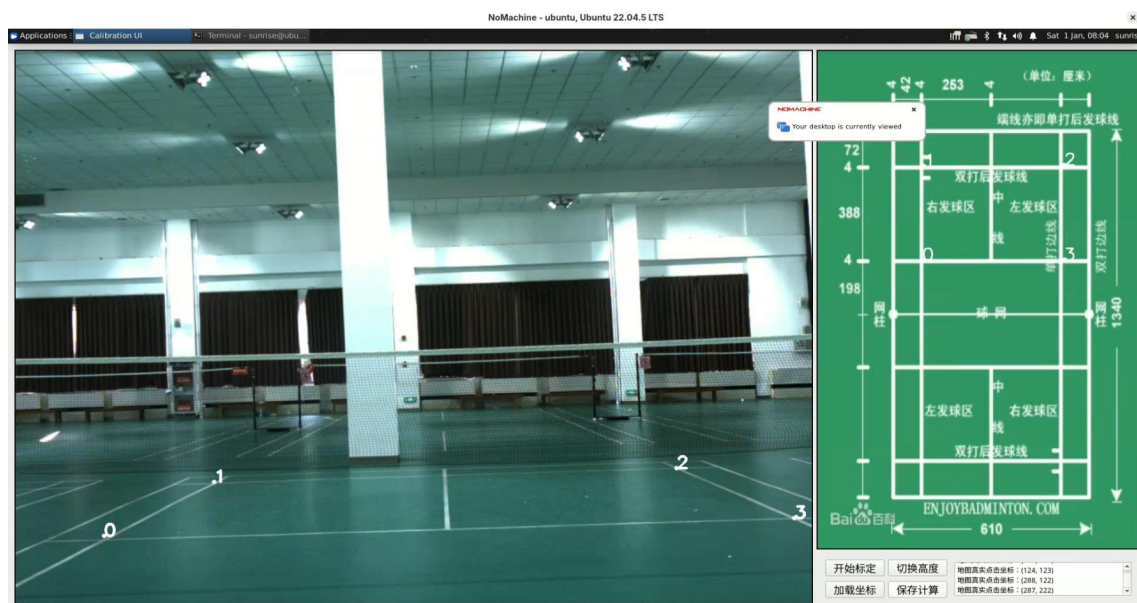 NoMachine - ubuntu, Ubuntu 22.04.5 LTS
Applications
Calibration UI
Terminal - sunrise@ubu...
Sat 1 Jan, 08:04 sunris
NOMACHINE
Your desktop is currently viewed
4
42
4
253
4
(单位：厘米)
端线亦即单打后发球线
72
4
1
2
双打后发球线
388
右发球区
中
左发球区
线
单打边线
双打边线
4
0
3
198
网柱
球 网
网柱
1340
中
左发球区
右发球区
线
双打后发球线
ENJOYBADMINTON.COM
Bai du 百科
610
.1
.2
.0
.3
开始标定
切换高度
地图真实点击坐标：(124, 123)
地图真实点击坐标：(288, 122)
加载坐标
保存计算
地图真实点击坐标：(287, 222)